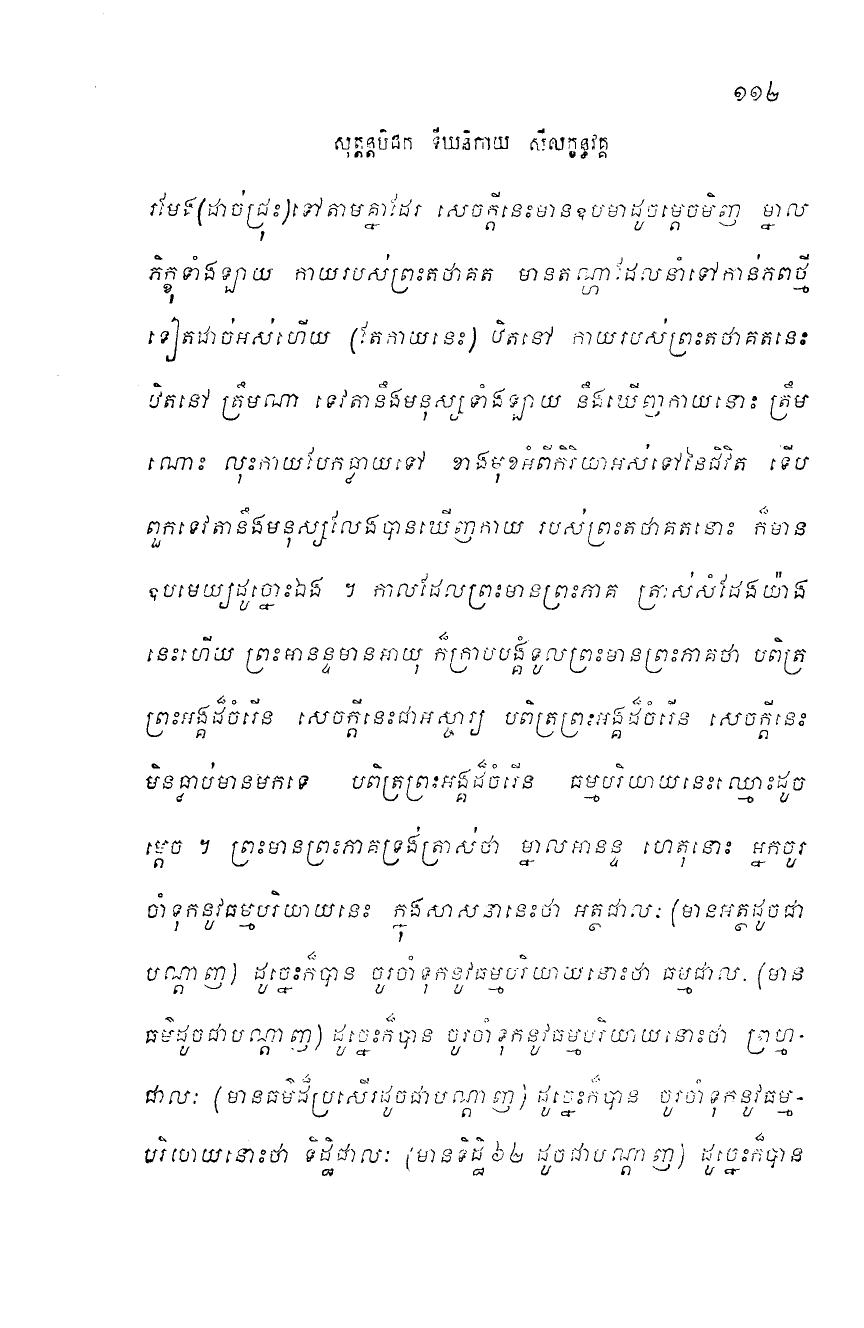 ១១២
សុត្តន្តបិដក ទីឃនិកាយ សីលក្ខន្ធវគ្គ
រមែង(ដាច់ជ្រុះ)ទៅតាមគ្នាដែរ សេចក្តីនេះមានឧបមាដូចម្តេចមិញ ម្នាល
ភិក្ខុទាំងឡាយ កាយរបស់ព្រះតថាគត មានតណ្ហាដែលនាំទៅកាន់ភពថ្មី
ទៀតដាច់អស់ហើយ (តែកាយនេះ) ឋិតនៅ កាយរបស់ព្រះតថាគតនេះ
ឋិតនៅ ត្រឹមណា ទេវតានឹងមនុស្សទាំងឡាយ នឹងឃើញកាយនោះ ត្រឹម
ណោះ លុះកាយបែកធ្លាយទៅ ខាងមុខអំពីកិរិយាអស់ទៅនៃជីវិត ទើប
ពួកទេវតានឹងមនុស្សលែងបានឃើញកាយ របស់ព្រះតថាគតនោះ ក៏មាន
ឧបមេយ្យដូច្នោះឯង ។ កាលដែលព្រះមានព្រះភាគ ត្រាស់សំដែងយ៉ាង
នេះហើយ ព្រះអានន្ទមានអាយុ ក៏ក្រាបបង្គំទូលព្រះមានព្រះភាគថា បពិត្រ
ព្រះអង្គដ៏ចំរើន សេចក្តីនេះជាអស្ចារ្យ បពិត្រព្រះអង្គដ៏ចំរើន សេចក្តីនេះ
មិនធ្លាប់មានមកទេ បពិត្រព្រះអង្គដ៏ចំរើន ធម្មបរិយាយនេះឈ្មោះដូច
ម្តេច ។ ព្រះមានព្រះភាគទ្រង់ត្រាស់ថា ម្នាលអានន្ទ ហេតុនោះ អ្នកចូរ
ចាំទុកនូវធម្មបរិយាយនេះ ក្នុងសាសនានេះថា អត្ថជាលៈ (មានអត្ថដូចជា
បណ្តាញ) ដូច្នេះក៏បាន ចូរចាំទុកនូវធម្មបរិយាយនោះថា ធម្មជាល. (មាន
ធម៌ដូចជាបណ្តាញ) ដូច្នេះក៏បាន ចូរចាំទុកនូវធម្មបរិយាយនោះថា ព្រហ្ម-
ជាលៈ (មានធម៌ដ៏ប្រសើរដូចជាបណ្តាញ) ដូច្នេះក៏បាន ចូរចាំទុកនូវធម្ម-
បរិយាយនោះថា ទិដ្ឋិជាលៈ (មានទិដ្ឋិ ៦២ ដូចជាបណ្តាញ) ដូច្នេះក៏បាន